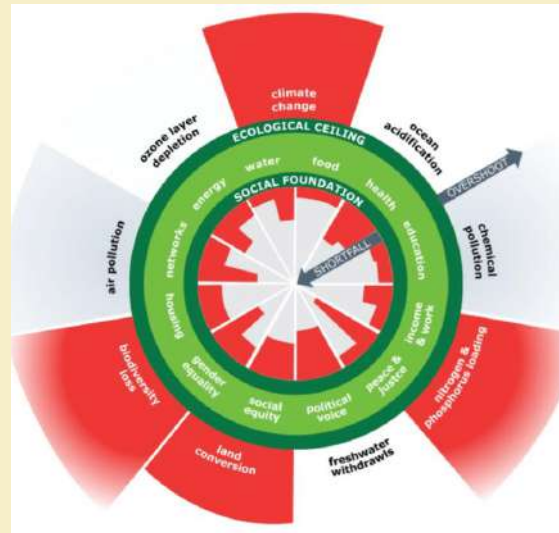 climate
change
ozone layer
depletion
ocean
acidification
ECOLOGICAL CEILING
OVERSHOOT
water
food
energy
health
SOCIAL FOUNDATION
air pollution
networks
education
chemical
pollution
SHORTFALL
housing
income
& work
biodiversity
loss
gender
equality
peace &
justce
nitrogen &
phosphorus loading
social
equity
political
voice
land
conversion
freshwater
withdrawls